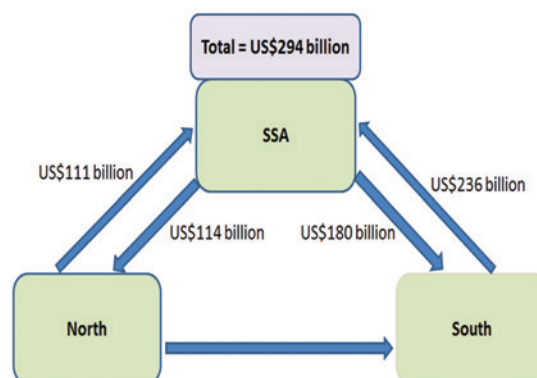 Total = US$294 billion
SSA
US$111 billion
US$236 billion
US$114 billion
US$180 billion
North
South